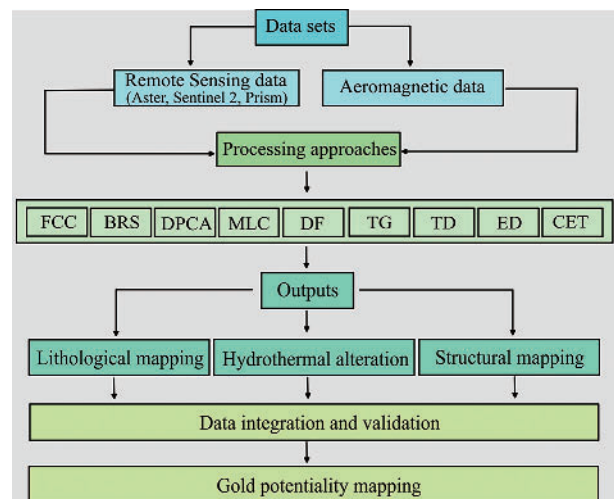 Data sets
Remote Sensing data
(Aster, Sentinel 2, Prism)
Aeromagnetic data
Processing approaches
FCC BRS DPCA MLC DF TG TD ED CET
Outputs
Lithological mapping
Hydrothermal alteration
Structural mapping
Data integration and validation
Gold potentiality mapping